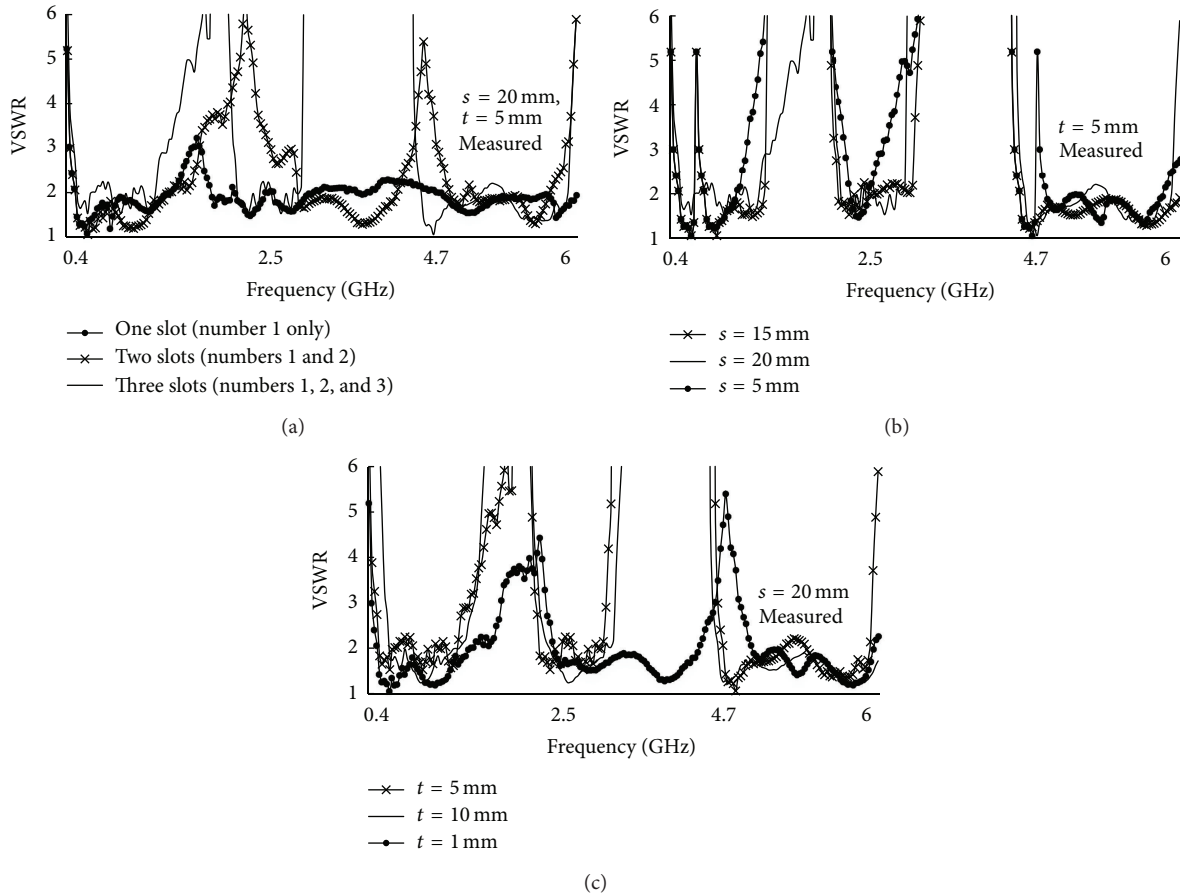 6
5
4
3
2
1
VSWR
s = 20 mm,
t = 5 mm
Measured
0.4
2.5
4.7
6
Frequency (GHz)
One slot (number 1 only)
Two slots (numbers 1 and 2)
Three slots (numbers 1, 2, and 3)
(a)
6
5
4
3
2
1
VSWR
t = 5 mm
Measured
0.4
2.5
4.7
6
Frequency (GHz)
s = 15 mm
s = 20 mm
s = 5 mm
(b)
6
5
4
3
2
1
VSWR
s = 20 mm
Measured
0.4
2.5
4.7
6
Frequency (GHz)
t = 5 mm
t = 10 mm
t = 1 mm
(c)